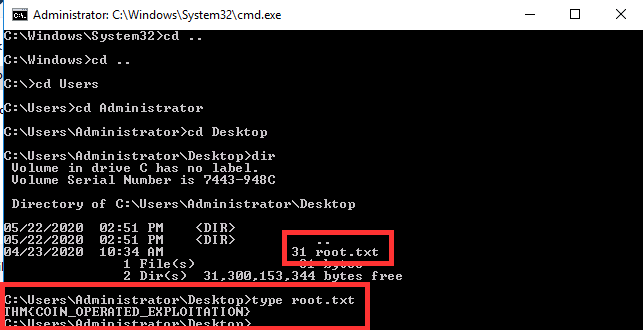 Administrator: C:\Windows\System32\cmd.exe
C:\Windows\System32>cd ..
C:\Windows>cd ..
C:\>cd Users
C:\Users>cd Administrator
C:\Users\Administrator>cd Desktop
C:\Users\Administrator\Desktop>dir
Volume in drive C has no label.
Volume Serial Number is 7443-948C
Directory of C:\Users\Administrator\Desktop
05/22/2020 02:51 PM <DIR>
05/22/2020 02:51 PM <DIR> ..
04/23/2020 10:34 AM 31 root.txt
1 File(s) 31 bytes
2 Dir(s) 31,300,153,344 bytes free
C:\Users\Administrator\Desktop>type root.txt
THM{COIN_OPERATED_EXPLOITATION}